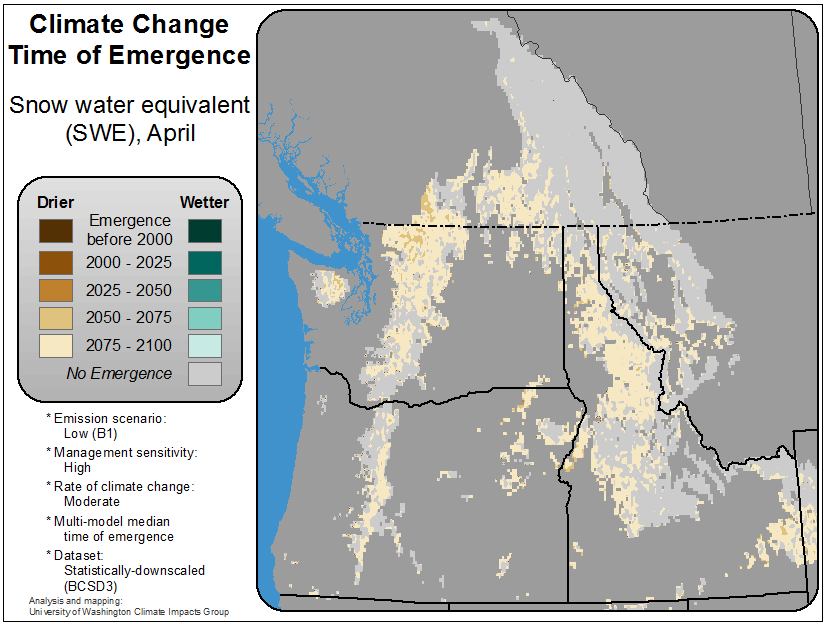 Climate Change
Time of Emergence
Snow water equivalent
(SWE), April
Drier
Wetter
Emergence
before 2000
2000 - 2025
2025 - 2050
2050 - 2075
2075 - 2100
No Emergence
* Emission scenario:
Low (B1)
* Management sensitivity:
High
* Rate of climate change:
Moderate
* Multi-model median
time of emergence
* Dataset:
Statistically-downscaled
(BCSD3)
Analysis and mapping:
University of Washington Climate Impacts Group